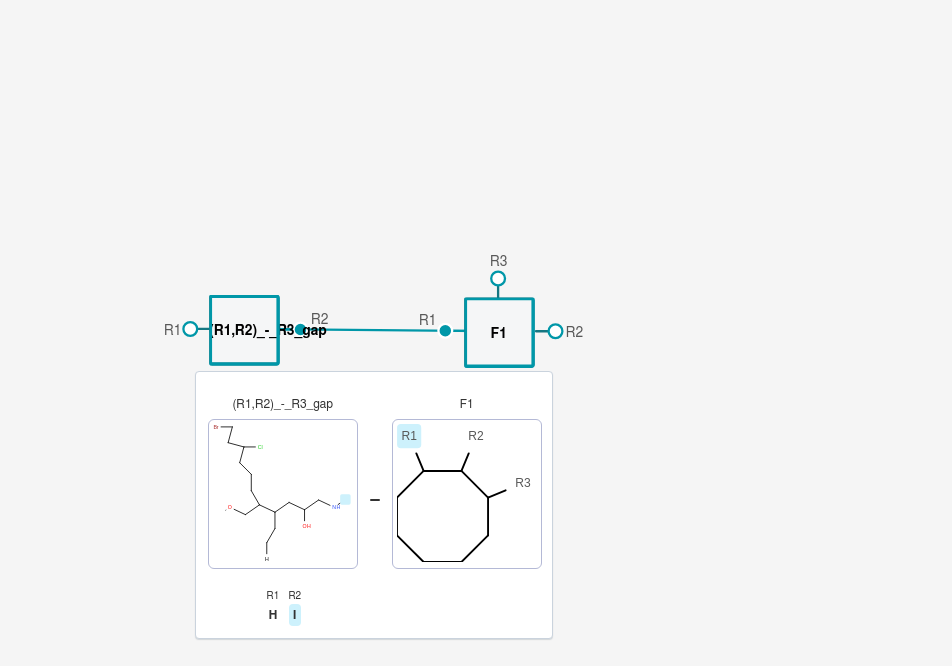 R3
R1
(R1,R2)_-_R3_gap
R2
R1
F1
R2
(R1,R2)_-_R3_gap
F1
Br
Cl
OH
NH
H
R1
R2
R3
R1 R2
H I